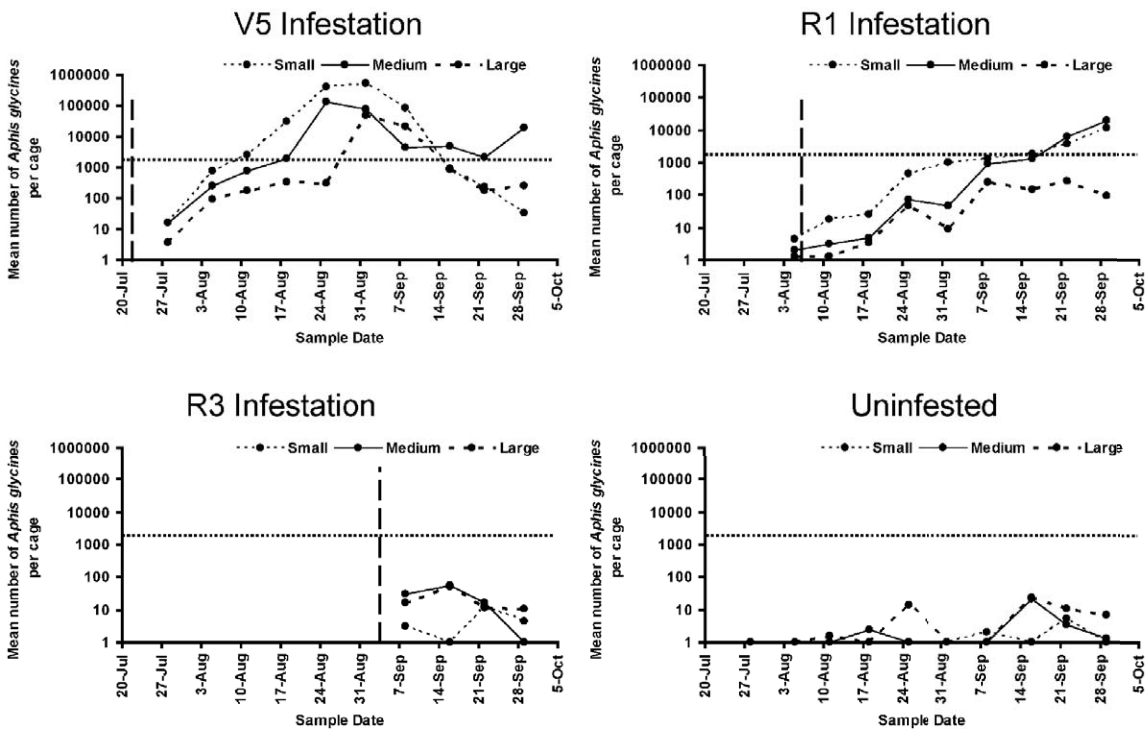 V5 Infestation
Small Medium Large
1000000
100000
10000
1000
100
10
1
Mean number of Aphis glycines
per cage
20-Jul
27-Jul
3-Aug
10-Aug
17-Aug
24-Aug
31-Aug
7-Sep
14-Sep
21-Sep
28-Sep
5-Oct
Sample Date
R1 Infestation
Small Medium Large
1000000
100000
10000
1000
100
10
1
Mean number of Aphis glycines
per cage
20-Jul
27-Jul
3-Aug
10-Aug
17-Aug
24-Aug
31-Aug
7-Sep
14-Sep
21-Sep
28-Sep
5-Oct
Sample Date
R3 Infestation
Small Medium Large
1000000
100000
10000
1000
100
10
1
Mean number of Aphis glycines
per cage
20-Jul
27-Jul
3-Aug
10-Aug
17-Aug
24-Aug
31-Aug
7-Sep
14-Sep
21-Sep
28-Sep
5-Oct
Sample Date
Uninfested
Small Medium Large
1000000
100000
10000
1000
100
10
1
Mean number of Aphis glycines
per cage
20-Jul
27-Jul
3-Aug
10-Aug
17-Aug
24-Aug
31-Aug
7-Sep
14-Sep
21-Sep
28-Sep
5-Oct
Sample Date